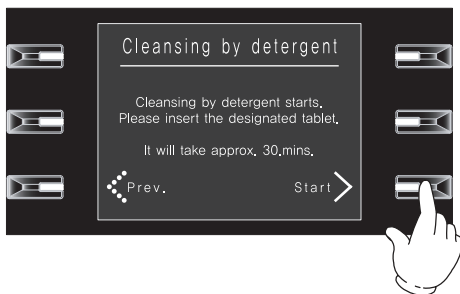 Cleansing by detergent
Cleansing by detergent starts.
Please insert the designated tablet.
It will take approx. 30.mins.
Prev. Start